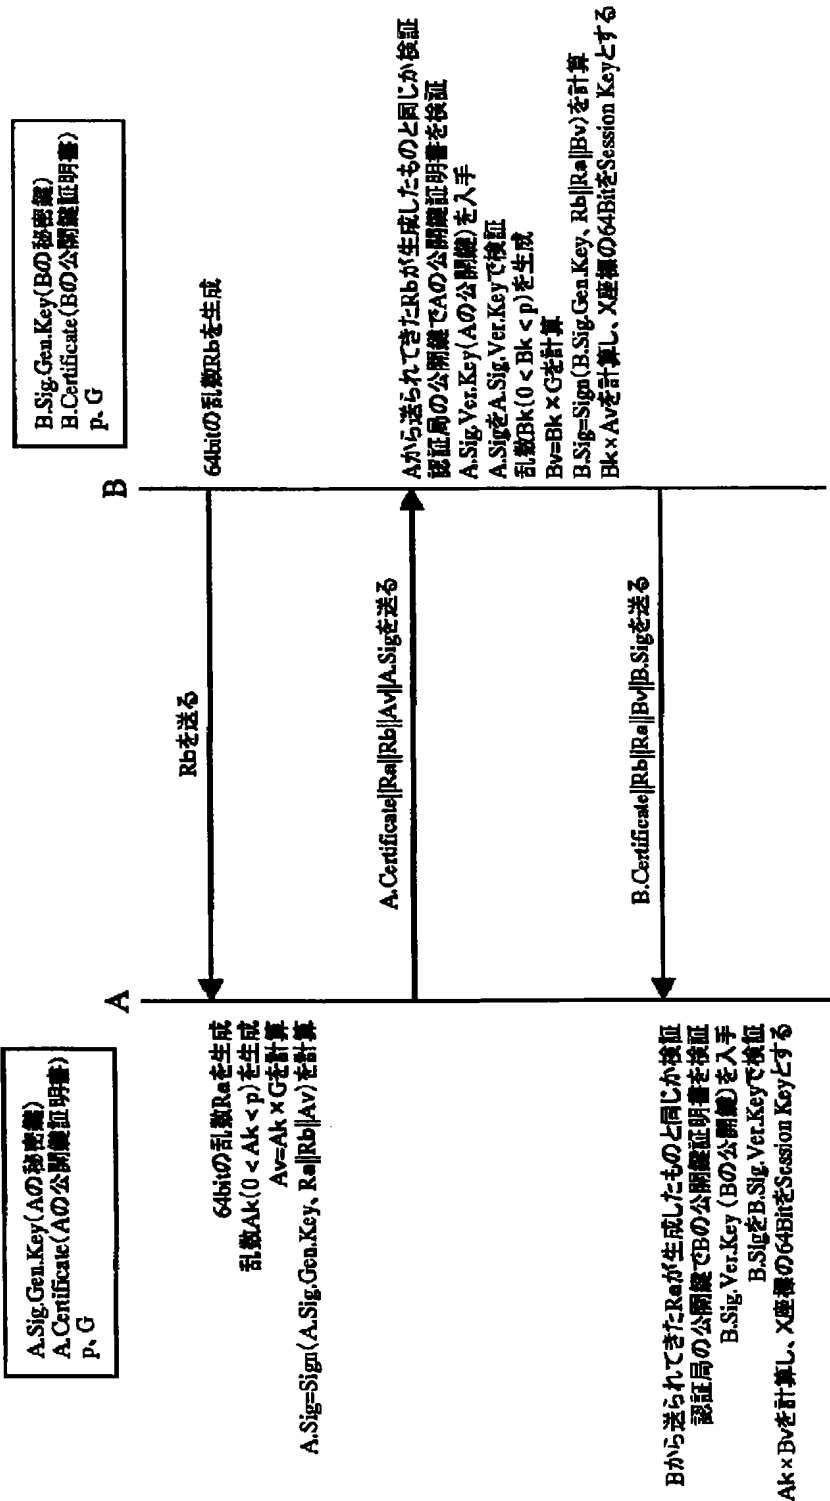 A.Sig.Gen.Key(Aの秘密鍵)
A.Certificate(Aの公開鍵証明書)
p、G
B.Sig.Gen.Key(Bの秘密鍵)
B.Certificate(Bの公開鍵証明書)
p、G
A
B
64bitの乱数Rbを生成
Rbを送る
64bitの乱数Raを生成
乱数Ak(0 < Ak < p)を生成
Av=Ak×Gを計算
A.Sig=Sign(A.Sig.Gen.Key、Ra||Rb||Av)を計算
A.Certificate||Ra||Rb||Av||A.Sigを送る
Aから送られてきたRbが生成したものと同じか検証
認証局の公開鍵でAの公開鍵証明書を検証
A.Sig.Ver.Key(Aの公開鍵)を入手
A.SigをA.Sig.Ver.Keyで検証
乱数Bk(0 < Bk < p)を生成
Bv=Bk×Gを計算
B.Sig=Sign(B.Sig.Gen.Key、Rb||Ra||Bv)を計算
Bk×Avを計算し、X座標の64BitをSession Keyとする
B.Certificate||Rb||Ra||Bv||B.Sigを送る
Bから送られてきたRaが生成したものと同じか検証
認証局の公開鍵でBの公開鍵証明書を検証
B.Sig.Ver.Key (Bの公開鍵)を入手
B.SigをB.Sig.Ver.Keyで検証
Ak×Bvを計算し、X座標の64BitをSession Keyとする